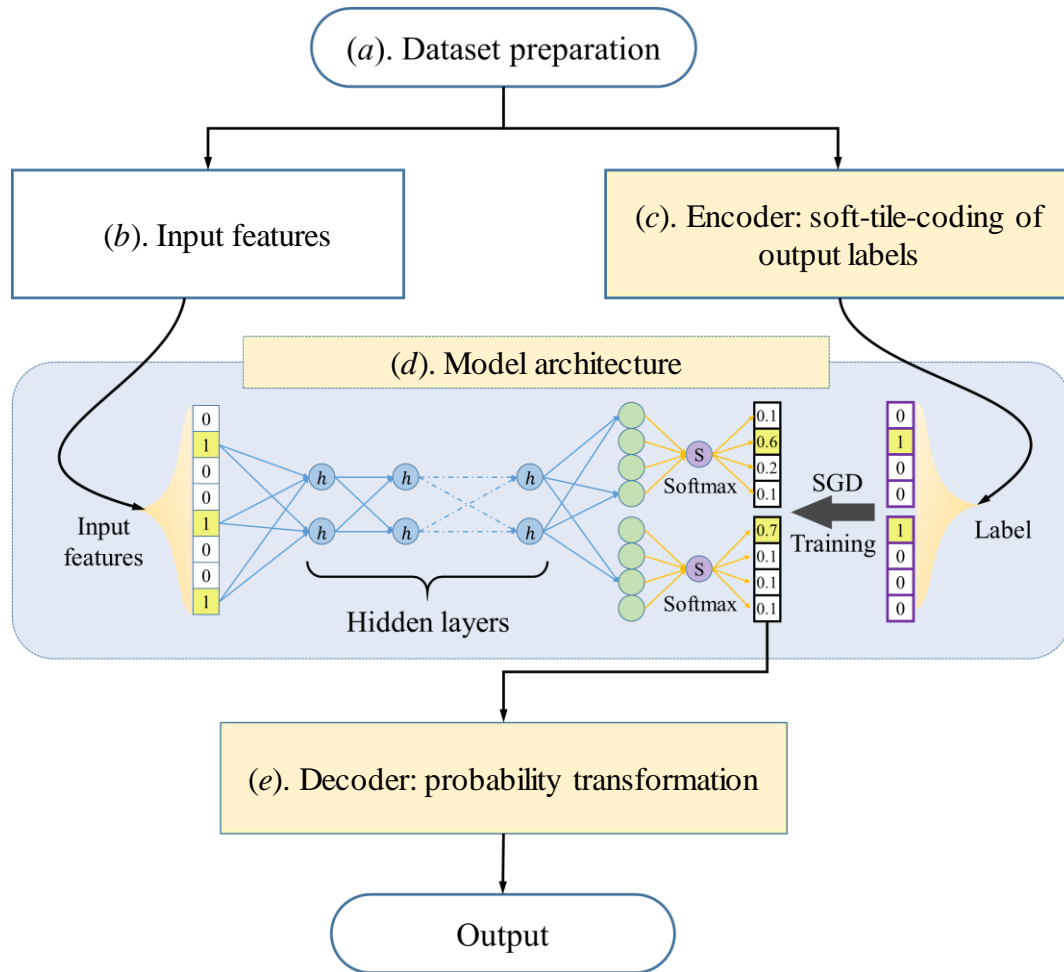 (a). Dataset preparation
(b). Input features
(c). Encoder: soft-tile-coding of
output labels
(d). Model architecture
Input
features
0
1
0
0
1
0
0
1
h
h
h
h
h
h
Hidden layers
S
Softmax
S
Softmax
0.1
0.6
0.2
0.1
0.7
0.1
0.1
0.1
SGD
Training
0
1
0
0
1
0
0
0
Label
(e). Decoder: probability transformation
Output